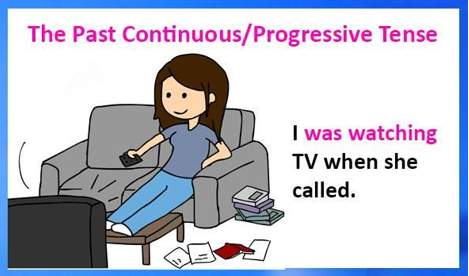 The Past Continuous/Progressive Tense
I was watching
TV when she
called.